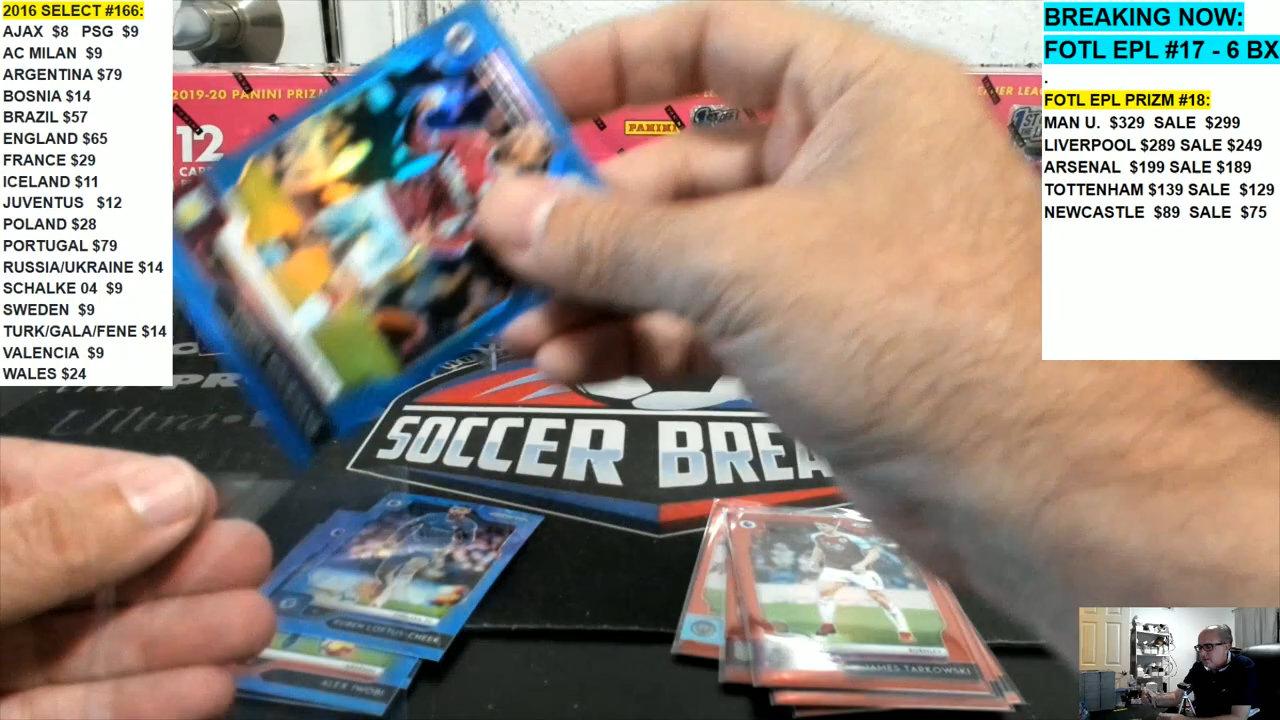 2016 SELECT #166:
AJAX $8 PSG $9
AC MILAN $9
ARGENTINA $79
BOSNIA $14
BRAZIL $57
ENGLAND $65
FRANCE $29
ICELAND $11
JUVENTUS $12
POLAND $28
PORTUGAL $79
RUSSIA/UKRAINE $14
SCHALKE 04 $9
SWEDEN $9
TURK/GALA/FENE $14
VALENCIA $9
WALES $24
BREAKING NOW:
FOTL EPL #17 - 6 BX
.
FOTL EPL PRIZM #18:
MAN U. $329 SALE $299
LIVERPOOL $289 SALE $249
ARSENAL $199 SALE $189
TOTTENHAM $139 SALE $129
NEWCASTLE $89 SALE $75
2019-20 PANINI PRIZ
12
PANINI
Ultra
SOCCER BREA
RUBEN LOFTUS-CHEEK
ALEX IWOBI
BURNLEY
JAMES TARKOWSKI